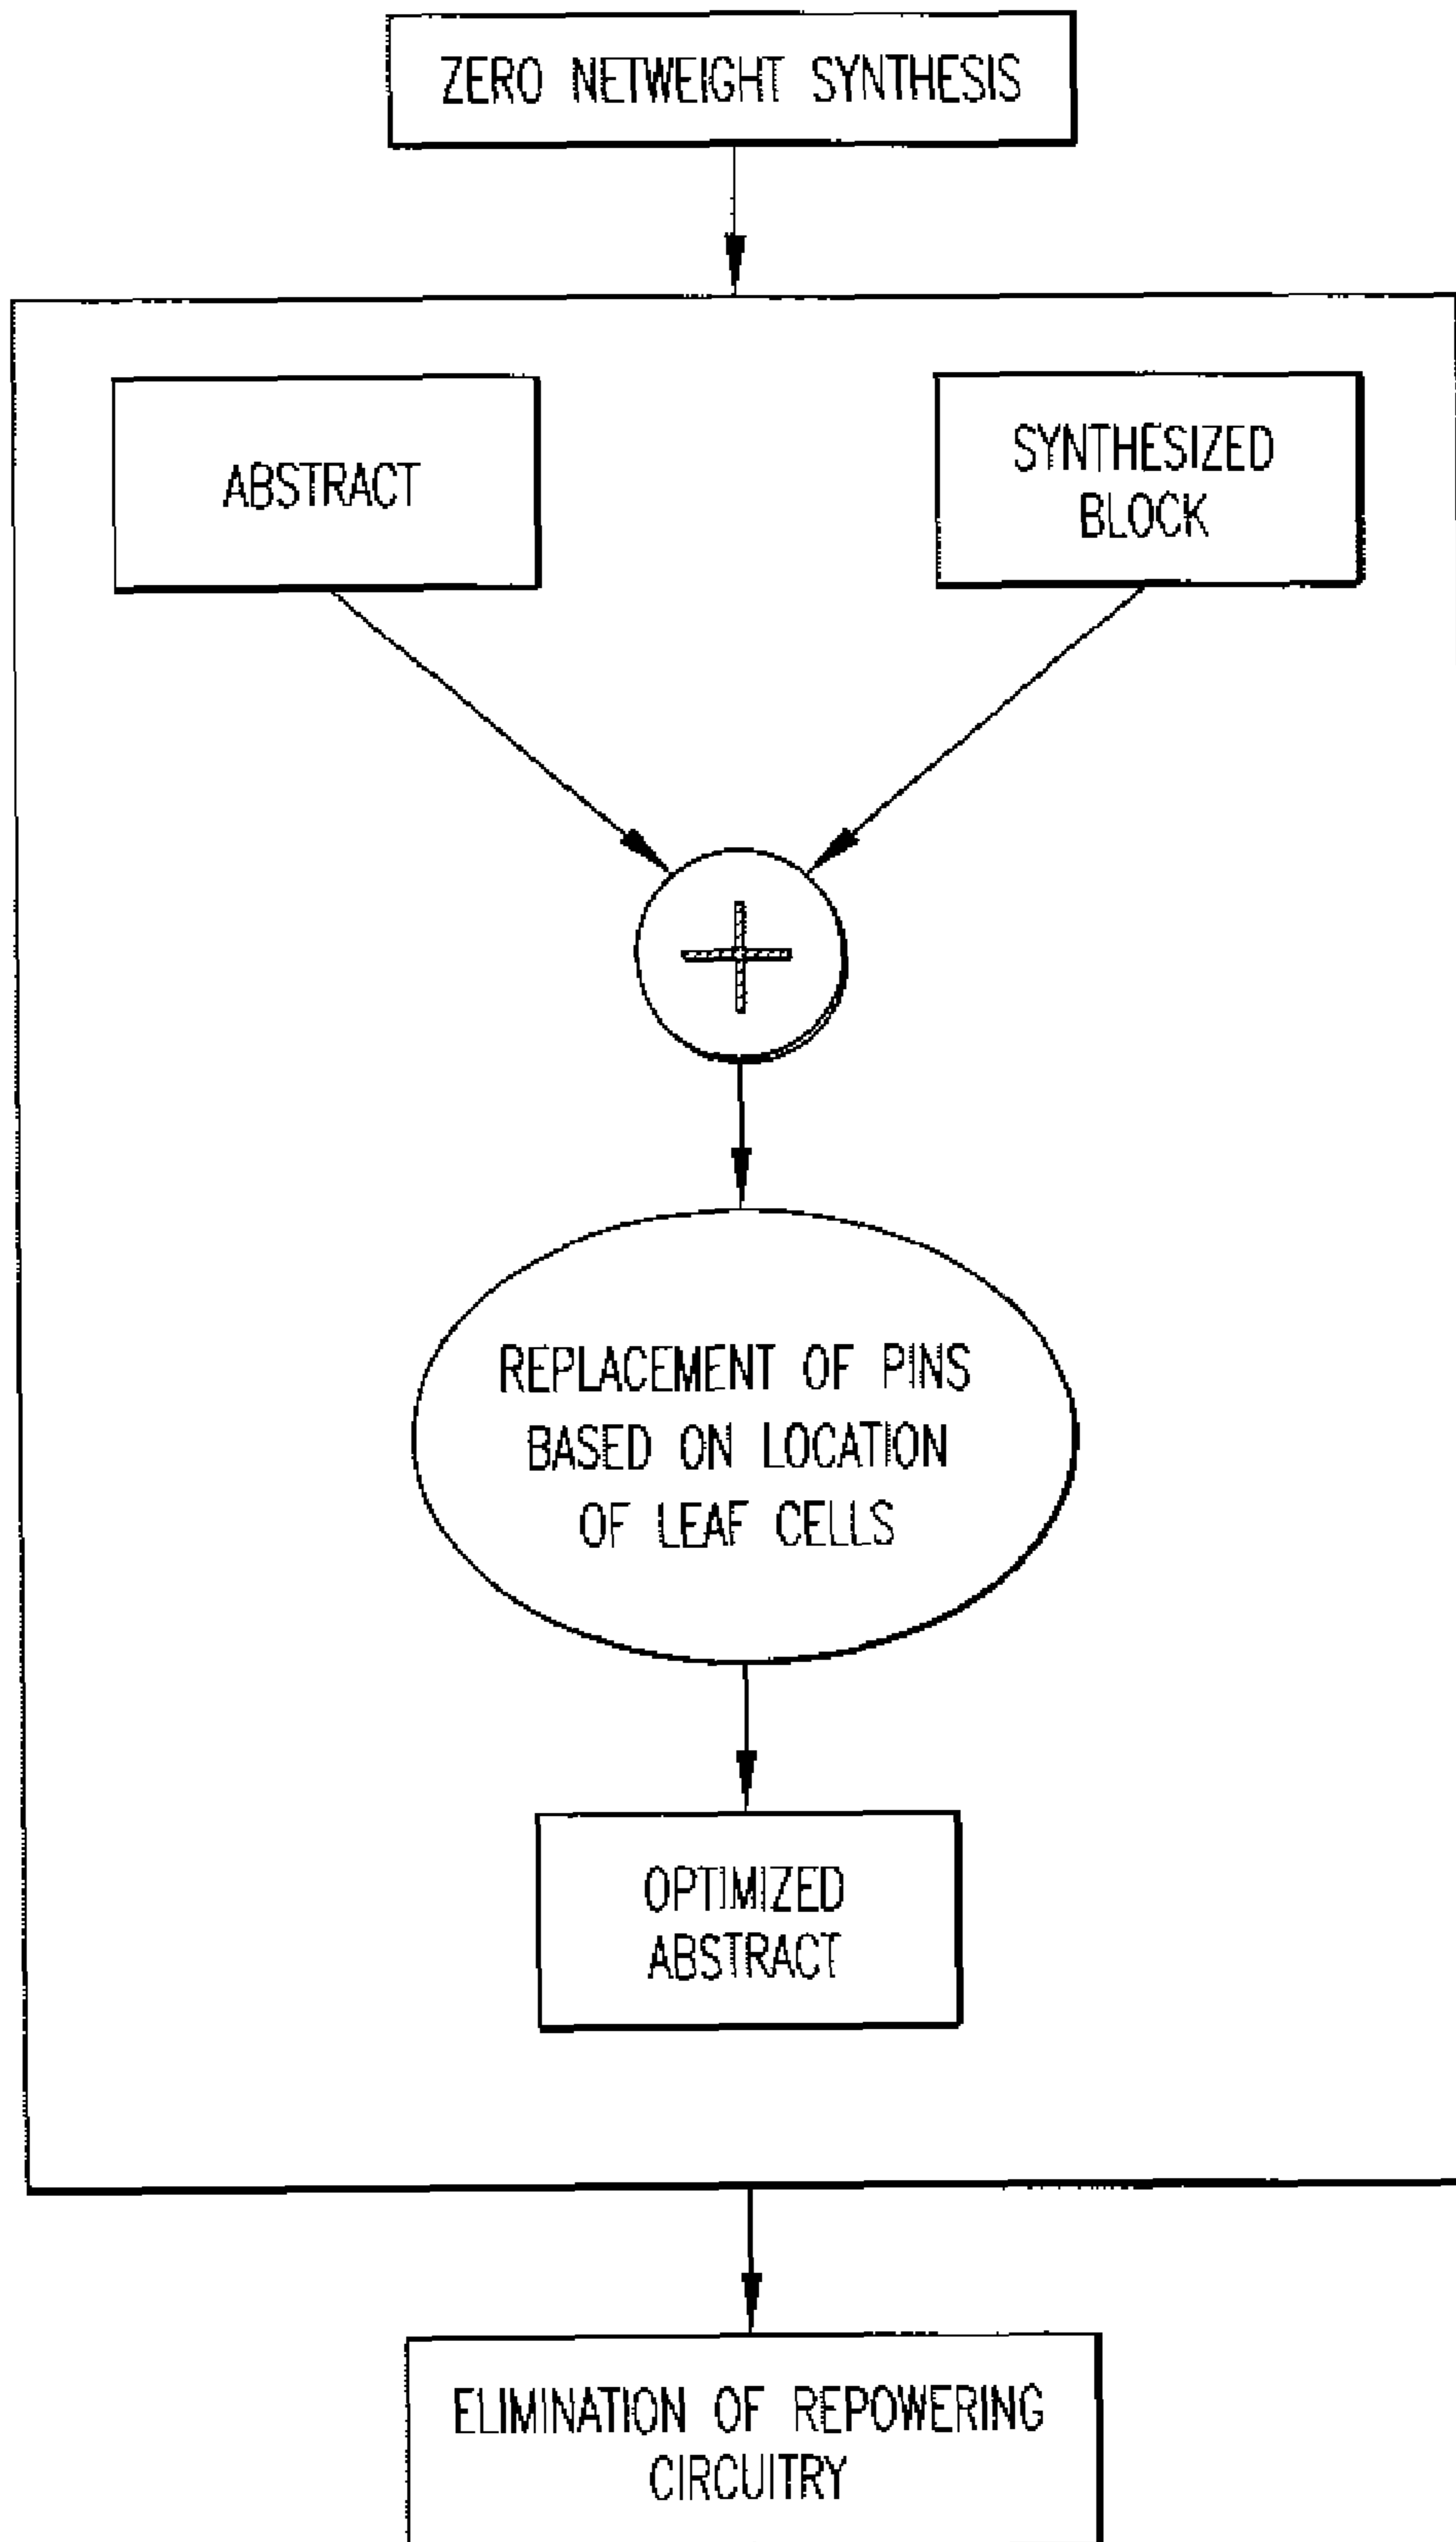 ZERO NETWEIGHT SYNTHESIS
ABSTRACT
SYNTHESIZED
BLOCK
+
REPLACEMENT OF PINS
BASED ON LOCATION
OF LEAF CELLS
OPTIMIZED
ABSTRACT
ELIMINATION OF REPOWERING
CIRCUITRY